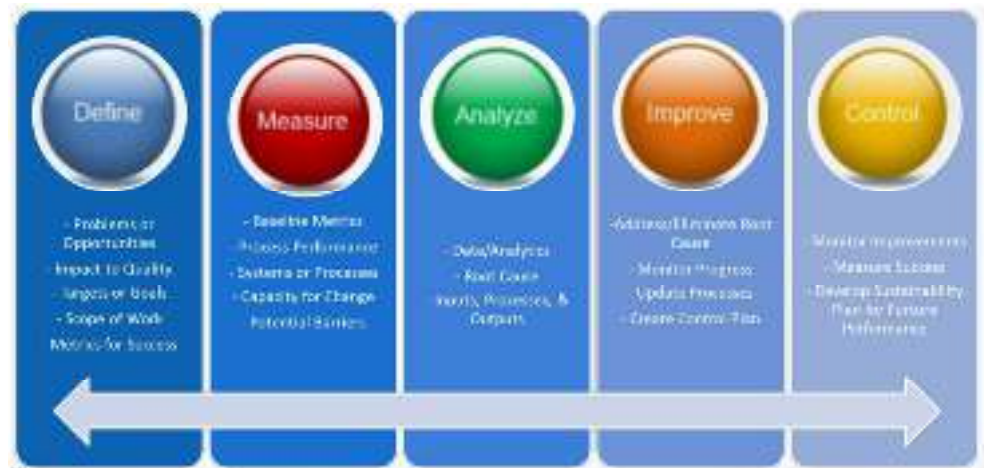 Define
- Problems or
Opportunities
- Impact to Quality
- Targets or Goals
- Scope of Work
Metrics for Success
Measure
- Baseline Metrics
- Process Performance
- Systems or Processes
- Capacity for Change
Potential Barriers
Analyze
- Data/Analytics
- Root Cause
Inputs, Processes, &
Outputs
Improve
-Address/Eliminate Root
Cause
- Monitor Progress
Update Processes
- Create Control Plan
Control
- Monitor Improvements
- Measure Success
- Develop Sustainability
Plan for Future
Performance